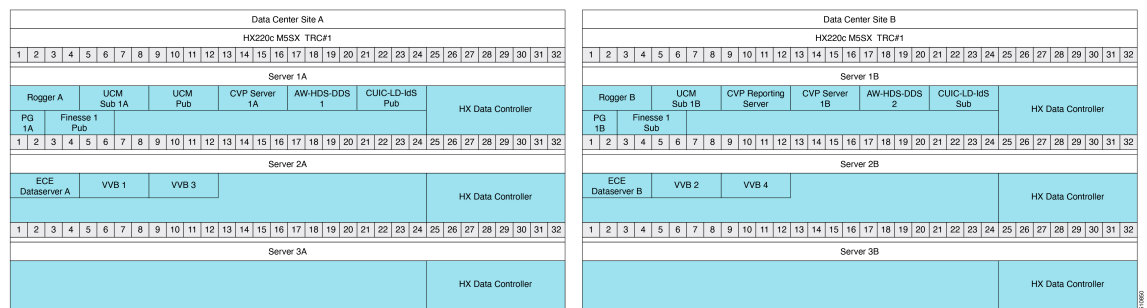 Data Center Site A
HX220c M5SX TRC#1
1 2 3 4 5 6 7 8 9 10 11 12 13 14 15 16 17 18 19 20 21 22 23 24 25 26 27 28 29 30 31 32
Server 1A
Rogger A
UCM
Sub 1A
UCM
Pub
CVP Server
1A
AW-HDS-DDS
1
CUIC-LD-IdS
Pub
HX Data Controller
PG
1A
Finesse 1
Pub
1 2 3 4 5 6 7 8 9 10 11 12 13 14 15 16 17 18 19 20 21 22 23 24 25 26 27 28 29 30 31 32
Server 2A
ECE
Dataserver A
VVB 1
VVB 3
HX Data Controller
1 2 3 4 5 6 7 8 9 10 11 12 13 14 15 16 17 18 19 20 21 22 23 24 25 26 27 28 29 30 31 32
Server 3A
HX Data Controller
Data Center Site B
HX220c M5SX TRC#1
1 2 3 4 5 6 7 8 9 10 11 12 13 14 15 16 17 18 19 20 21 22 23 24 25 26 27 28 29 30 31 32
Server 1B
Rogger B
UCM
Sub 1B
CVP Reporting
Server
CVP Server
1B
AW-HDS-DDS
2
CUIC-LD-IdS
Sub
HX Data Controller
PG
1B
Finesse 1
Sub
1 2 3 4 5 6 7 8 9 10 11 12 13 14 15 16 17 18 19 20 21 22 23 24 25 26 27 28 29 30 31 32
Server 2B
ECE
Dataserver B
VVB 2
VVB 4
HX Data Controller
1 2 3 4 5 6 7 8 9 10 11 12 13 14 15 16 17 18 19 20 21 22 23 24 25 26 27 28 29 30 31 32
Server 3B
HX Data Controller